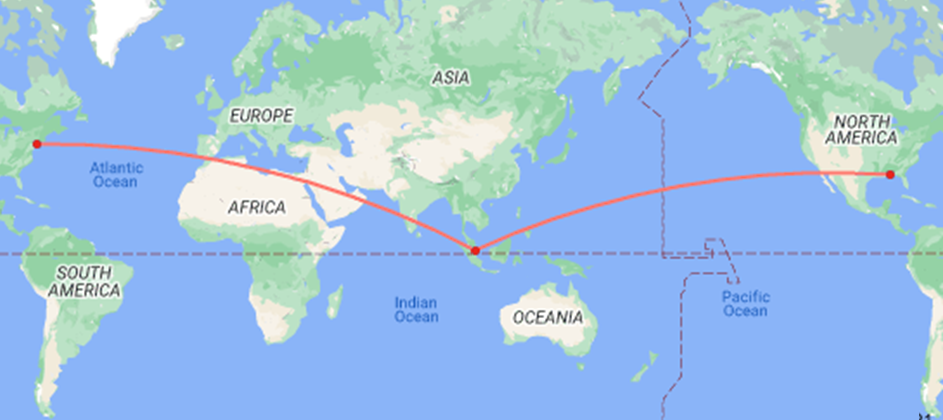 ASIA
EUROPE
NORTH
AMERICA
Atlantic
Ocean
AFRICA
SOUTH
AMERICA
Indian
Ocean
OCEANIA
Pacific
Ocean